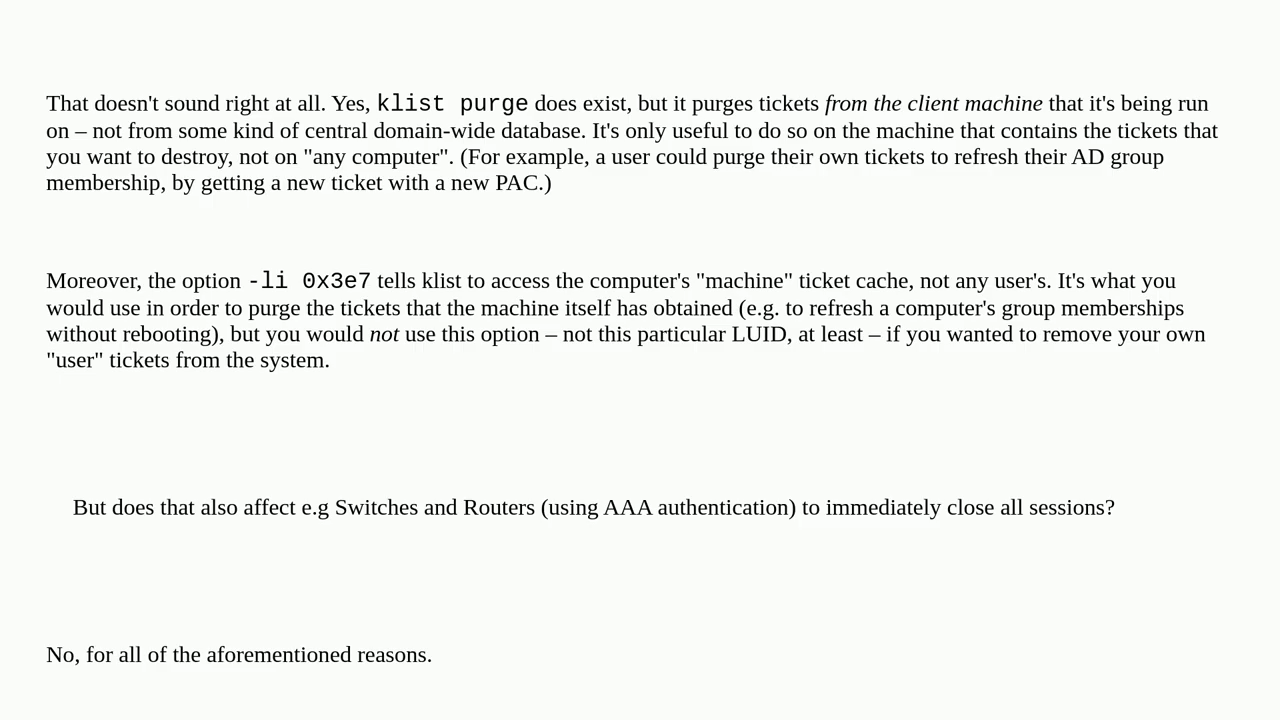 That doesn't sound right at all. Yes, klist purge does exist, but it purges tickets from the client machine that it's being run
on – not from some kind of central domain-wide database. It's only useful to do so on the machine that contains the tickets that
you want to destroy, not on "any computer". (For example, a user could purge their own tickets to refresh their AD group
membership, by getting a new ticket with a new PAC.)
Moreover, the option -li 0x3e7 tells klist to access the computer's "machine" ticket cache, not any user's. It's what you
would use in order to purge the tickets that the machine itself has obtained (e.g. to refresh a computer's group memberships
without rebooting), but you would not use this option – not this particular LUID, at least – if you wanted to remove your own
"user" tickets from the system.
But does that also affect e.g Switches and Routers (using AAA authentication) to immediately close all sessions?
No, for all of the aforementioned reasons.